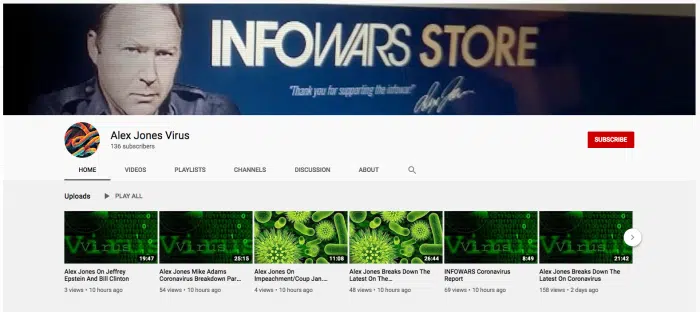 INFOWARS STORE
"Thank you for supporting the infowar"
Alex Jones Virus
136 subscribers
SUBSCRIBE
HOME VIDEOS PLAYLISTS CHANNELS DISCUSSION ABOUT
Uploads PLAY ALL
19:47 25:15 11:08 26:44 8:49 21:42
Alex Jones On Jeffrey Epstein And Bill Clinton
3 views • 10 hours ago
Alex Jones Mike Adams Coronavirus Breakdown Par...
54 views • 10 hours ago
Alex Jones On Impeachment/Coup Jan....
4 views • 10 hours ago
Alex Jones Breaks Down The Latest On The...
48 views • 10 hours ago
INFOWARS Coronavirus Report
69 views • 10 hours ago
Alex Jones Breaks Down The Latest On Coronavirus
158 views • 2 days ago